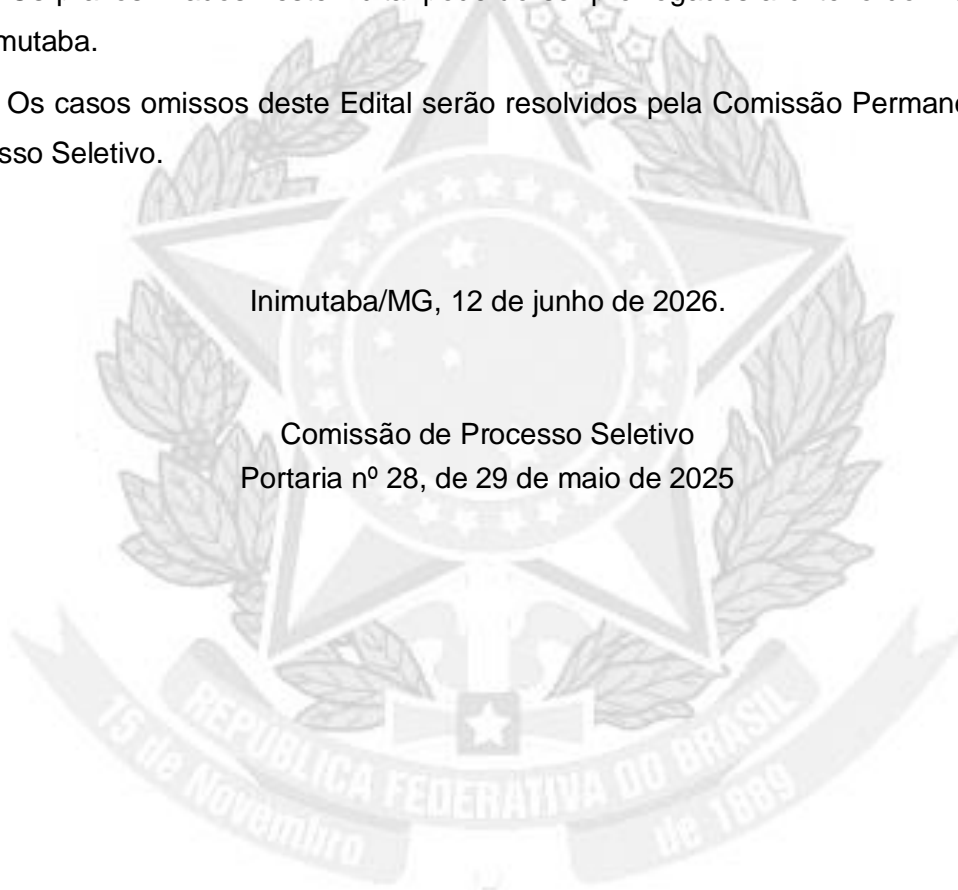 mutaba.
Os casos omissos deste Edital serão resolvidos pela Comissão Permane
sso Seletivo.
Inimutaba/MG, 12 de junho de 2026.
Comissão de Processo Seletivo
Portaria nº 28, de 29 de maio de 2025
REPÚBLICA FEDERATIVA DO BRASIL
15 de Novembro de 1889